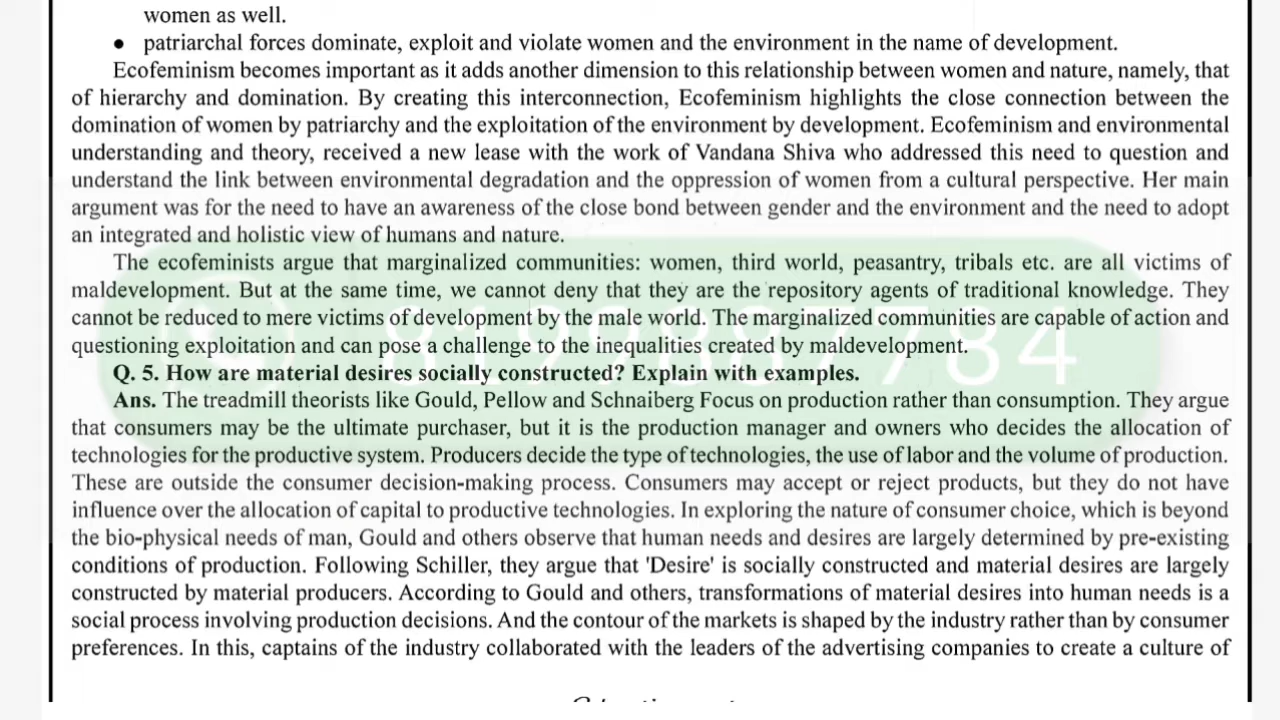 women as well.
• patriarchal forces dominate, exploit and violate women and the environment in the name of development.
Ecofeminism becomes important as it adds another dimension to this relationship between women and nature, namely, that
of hierarchy and domination. By creating this interconnection, Ecofeminism highlights the close connection between the
domination of women by patriarchy and the exploitation of the environment by development. Ecofeminism and environmental
understanding and theory, received a new lease with the work of Vandana Shiva who addressed this need to question and
understand the link between environmental degradation and the oppression of women from a cultural perspective. Her main
argument was for the need to have an awareness of the close bond between gender and the environment and the need to adopt
an integrated and holistic view of humans and nature.
The ecofeminists argue that marginalized communities: women, third world, peasantry, tribals etc. are all victims of
maldevelopment. But at the same time, we cannot deny that they are the repository agents of traditional knowledge. They
cannot be reduced to mere victims of development by the male world. The marginalized communities are capable of action and
questioning exploitation and can pose a challenge to the inequalities created by maldevelopment.
Q. 5. How are material desires socially constructed? Explain with examples.
Ans. The treadmill theorists like Gould, Pellow and Schnaiberg Focus on production rather than consumption. They argue
that consumers may be the ultimate purchaser, but it is the production manager and owners who decides the allocation of
technologies for the productive system. Producers decide the type of technologies, the use of labor and the volume of production.
These are outside the consumer decision-making process. Consumers may accept or reject products, but they do not have
influence over the allocation of capital to productive technologies. In exploring the nature of consumer choice, which is beyond
the bio-physical needs of man, Gould and others observe that human needs and desires are largely determined by pre-existing
conditions of production. Following Schiller, they argue that 'Desire' is socially constructed and material desires are largely
constructed by material producers. According to Gould and others, transformations of material desires into human needs is a
social process involving production decisions. And the contour of the markets is shaped by the industry rather than by consumer
preferences. In this, captains of the industry collaborated with the leaders of the advertising companies to create a culture of